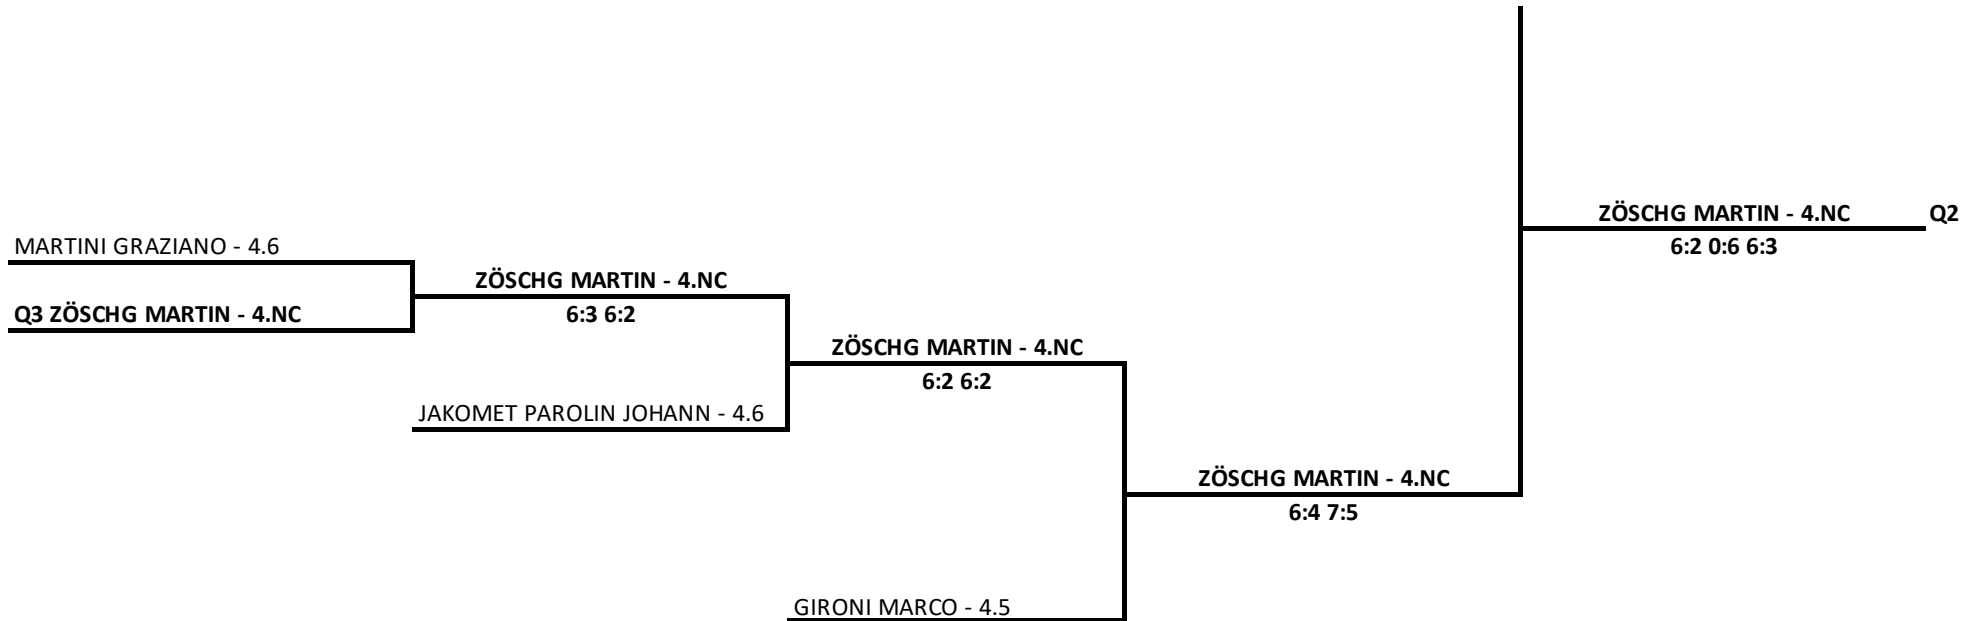 ZÖSCHG MARTIN - 4.NC Q2
6:2 0:6 6:3
MARTINI GRAZIANO - 4.6
ZÖSCHG MARTIN - 4.NC
Q3 ZÖSCHG MARTIN - 4.NC
6:3 6:2
ZÖSCHG MARTIN - 4.NC
6:2 6:2
JAKOMET PAROLIN JOHANN - 4.6
ZÖSCHG MARTIN - 4.NC
6:4 7:5
GIRONI MARCO - 4.5